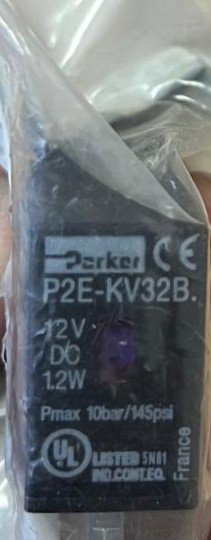 Parker CE
P2E-KV32B.
12V
DC
1.2W
Pmax 10bar/145psi
UL LISTED 5N81
IND.CONT.EQ.
France